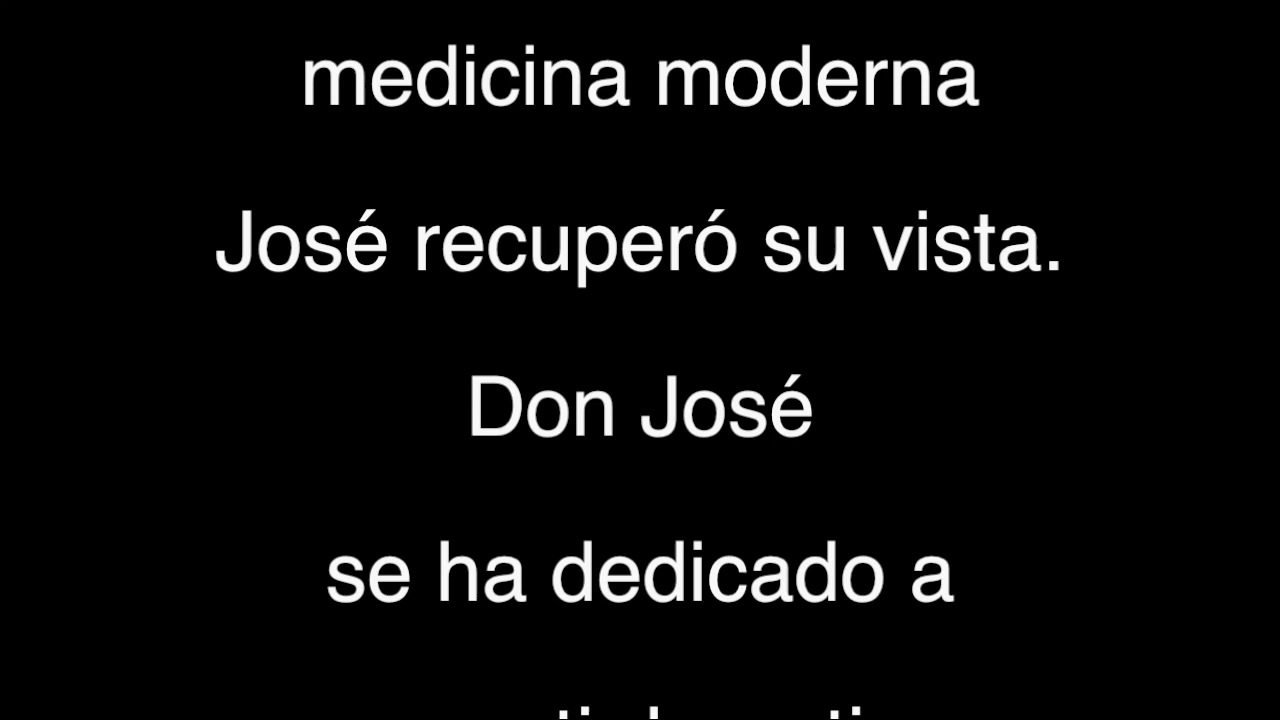 medicina moderna
José recuperó su vista.
Don José
se ha dedicado a